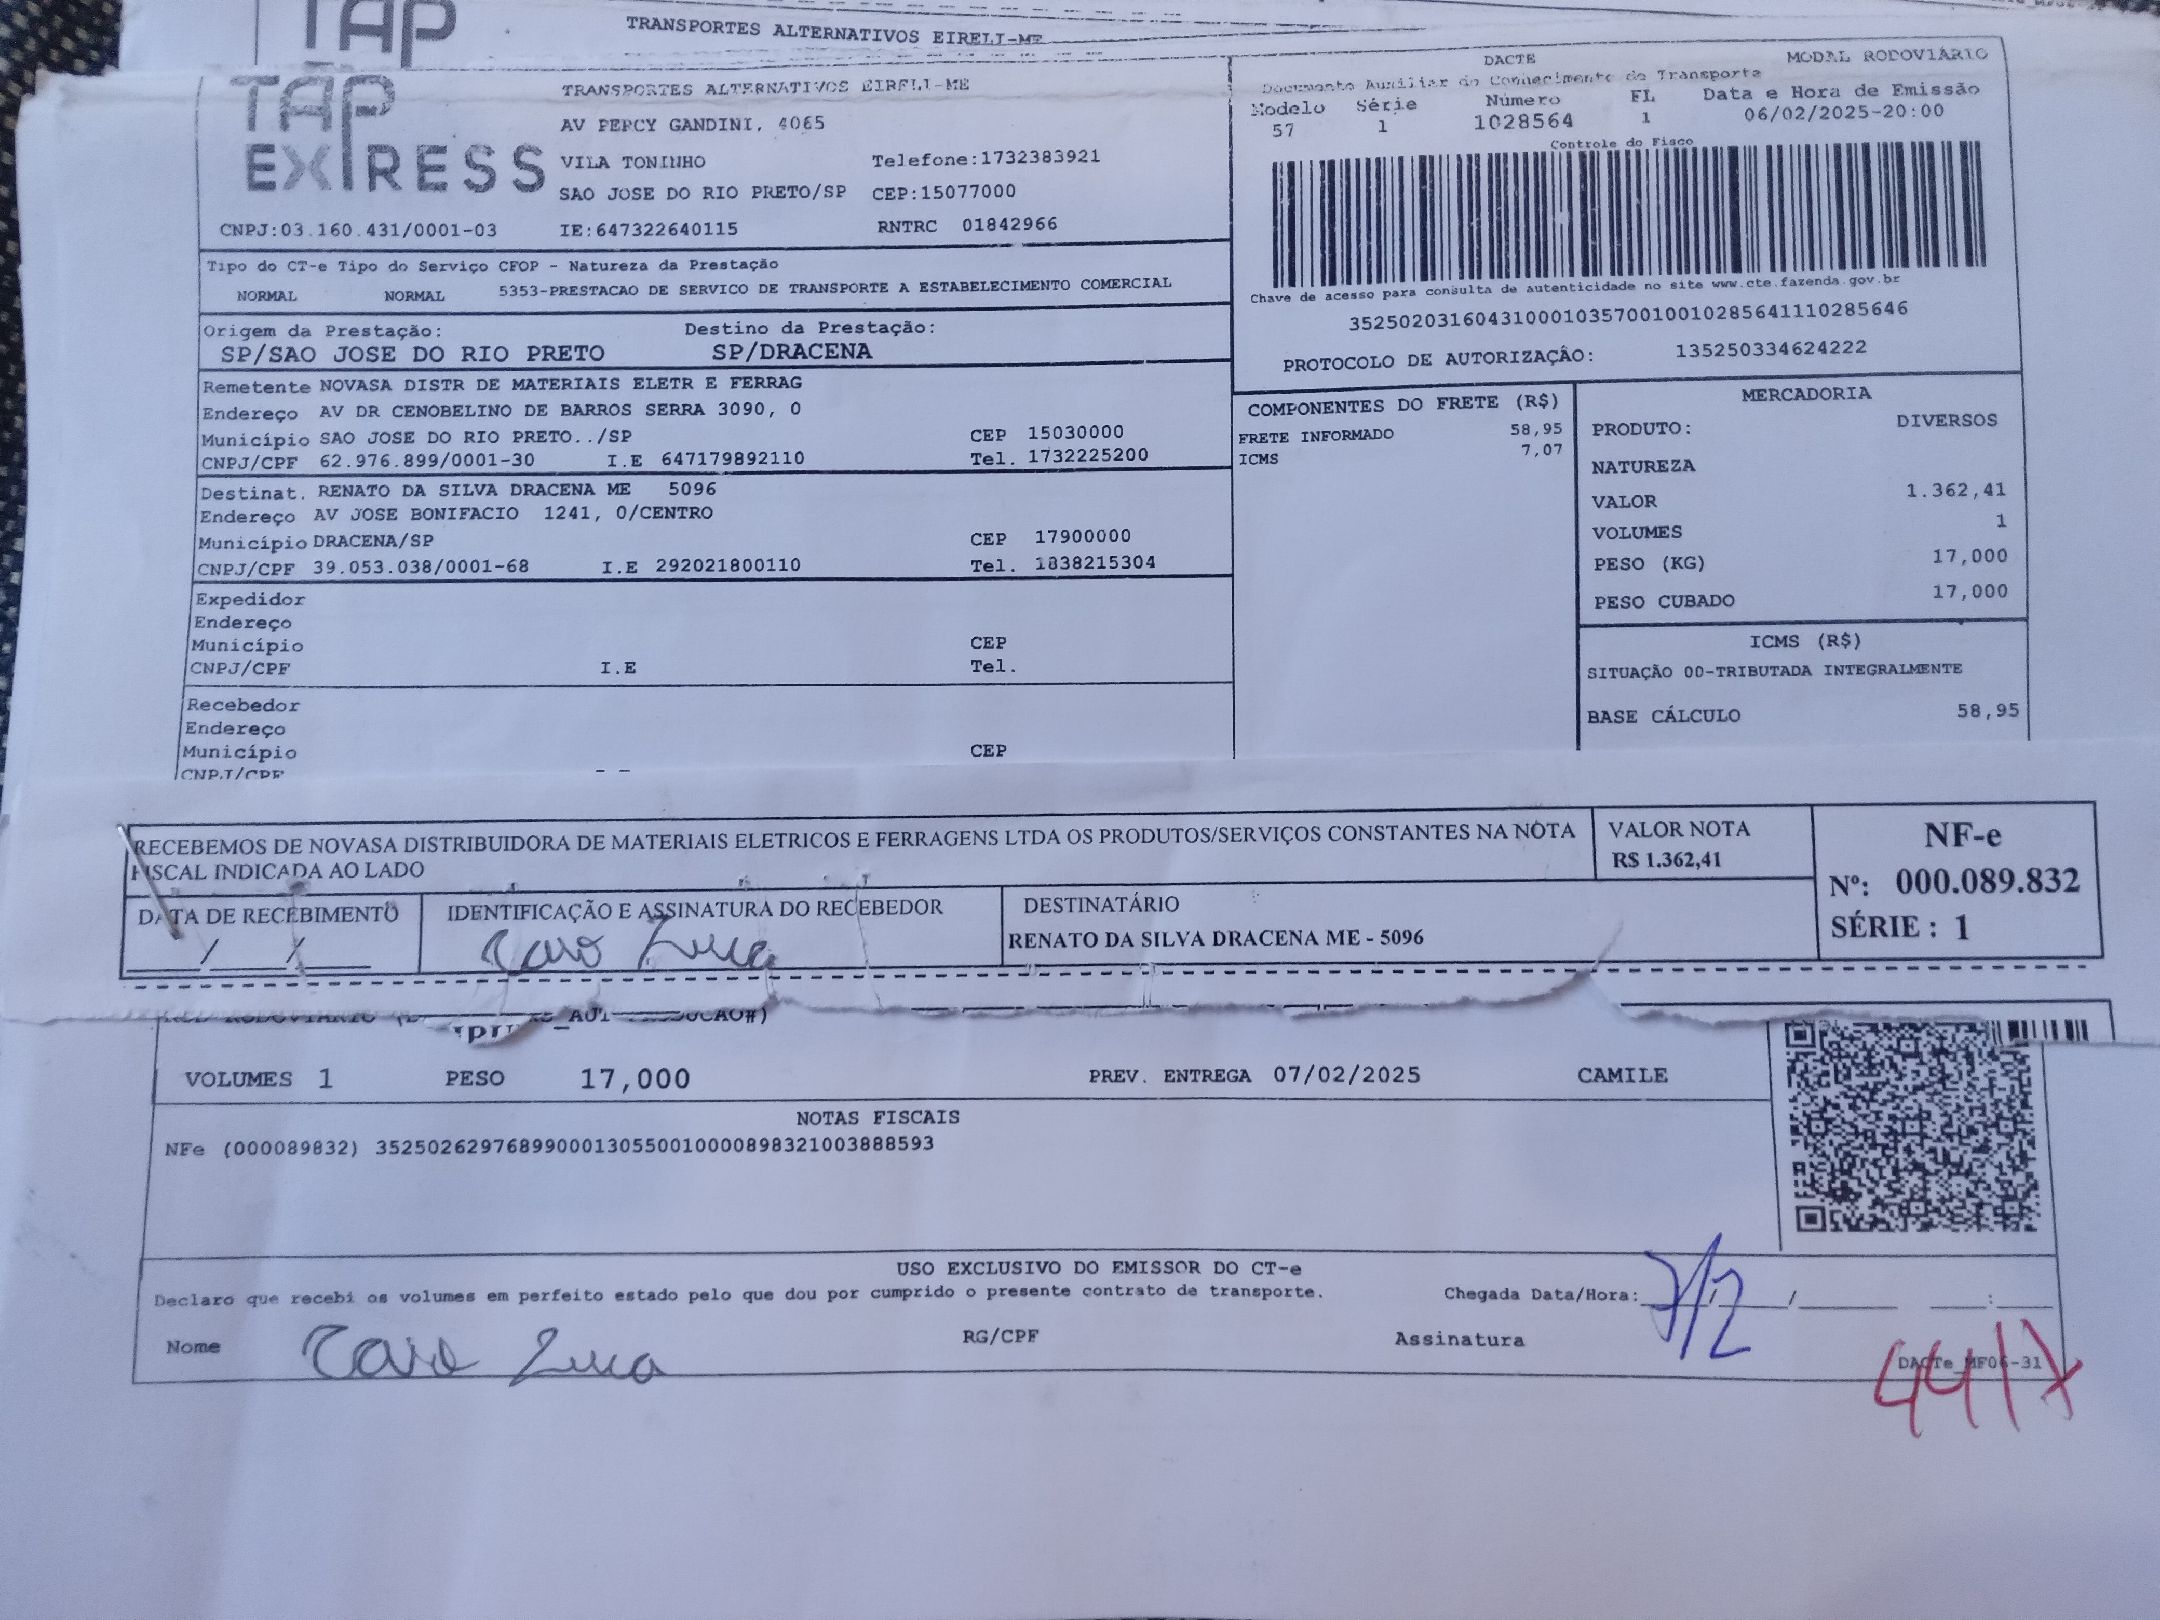 TAP
TRANSPORTES ALTERNATIVOS EIRELI-ME
TAP
EXPRESS
TRANSPORTES ALTERNATIVOS EIRELI-ME
AV PERCY GANDINI, 4065
VILA TONINHO Telefone:1732383921
SAO JOSE DO RIO PRETO/SP CEP:15077000
CNPJ:03.160.431/0001-03 IE:647322640115 RNTRC 01842966
DACTE MODAL RODOVIÁRIO
Documento Auxiliar do Conhecimento de Transporte
Modelo Série Número FL Data e Hora de Emissão
57 1 1028564 1 06/02/2025-20:00
Controle do Fisco
Chave de acesso para consulta de autenticidade no site www.cte.fazenda.gov.br
35250203160431000103570010010285641110285646
PROTOCOLO DE AUTORIZAÇÃO: 135250334624222
Tipo do CT-e Tipo do Serviço CFOP - Natureza da Prestação
NORMAL NORMAL 5353-PRESTACAO DE SERVICO DE TRANSPORTE A ESTABELECIMENTO COMERCIAL
Origem da Prestação: Destino da Prestação:
SP/SAO JOSE DO RIO PRETO SP/DRACENA
Remetente NOVASA DISTR DE MATERIAIS ELETR E FERRAG
Endereço AV DR CENOBELINO DE BARROS SERRA 3090, 0
Município SAO JOSE DO RIO PRETO../SP CEP 15030000
CNPJ/CPF 62.976.899/0001-30 I.E 647179892110 Tel. 1732225200
Destinat. RENATO DA SILVA DRACENA ME 5096
Endereço AV JOSE BONIFACIO 1241, 0/CENTRO
Município DRACENA/SP CEP 17900000
CNPJ/CPF 39.053.038/0001-68 I.E 292021800110 Tel. 1838215304
Expedidor
Endereço
Município CEP
CNPJ/CPF I.E Tel.
Recebedor
Endereço
Município CEP
CNPJ/CPF
COMPONENTES DO FRETE (R$)
FRETE INFORMADO 58,95
ICMS 7,07
MERCADORIA
PRODUTO: DIVERSOS
NATUREZA
VALOR 1.362,41
VOLUMES 1
PESO (KG) 17,000
PESO CUBADO 17,000
ICMS (R$)
SITUAÇÃO 00-TRIBUTADA INTEGRALMENTE
BASE CÁLCULO 58,95
RECEBEMOS DE NOVASA DISTRIBUIDORA DE MATERIAIS ELETRICOS E FERRAGENS LTDA OS PRODUTOS/SERVIÇOS CONSTANTES NA NOTA
FISCAL INDICADA AO LADO
VALOR NOTA
R$ 1.362,41
NF-e
Nº: 000.089.832
SÉRIE : 1
DATA DE RECEBIMENTO
___/___/___
IDENTIFICAÇÃO E ASSINATURA DO RECEBEDOR
Caio Luca
DESTINATÁRIO
RENATO DA SILVA DRACENA ME - 5096
VOLUMES 1 PESO 17,000 PREV. ENTREGA 07/02/2025 CAMILE
NOTAS FISCAIS
NFe (000089832) 35250262976899000130550010000898321003888593
USO EXCLUSIVO DO EMISSOR DO CT-e
Declaro que recebi os volumes em perfeito estado pelo que dou por cumprido o presente contrato de transporte. Chegada Data/Hora: 7/2
Nome Caio Luca RG/CPF Assinatura
DACTe_MF06-31